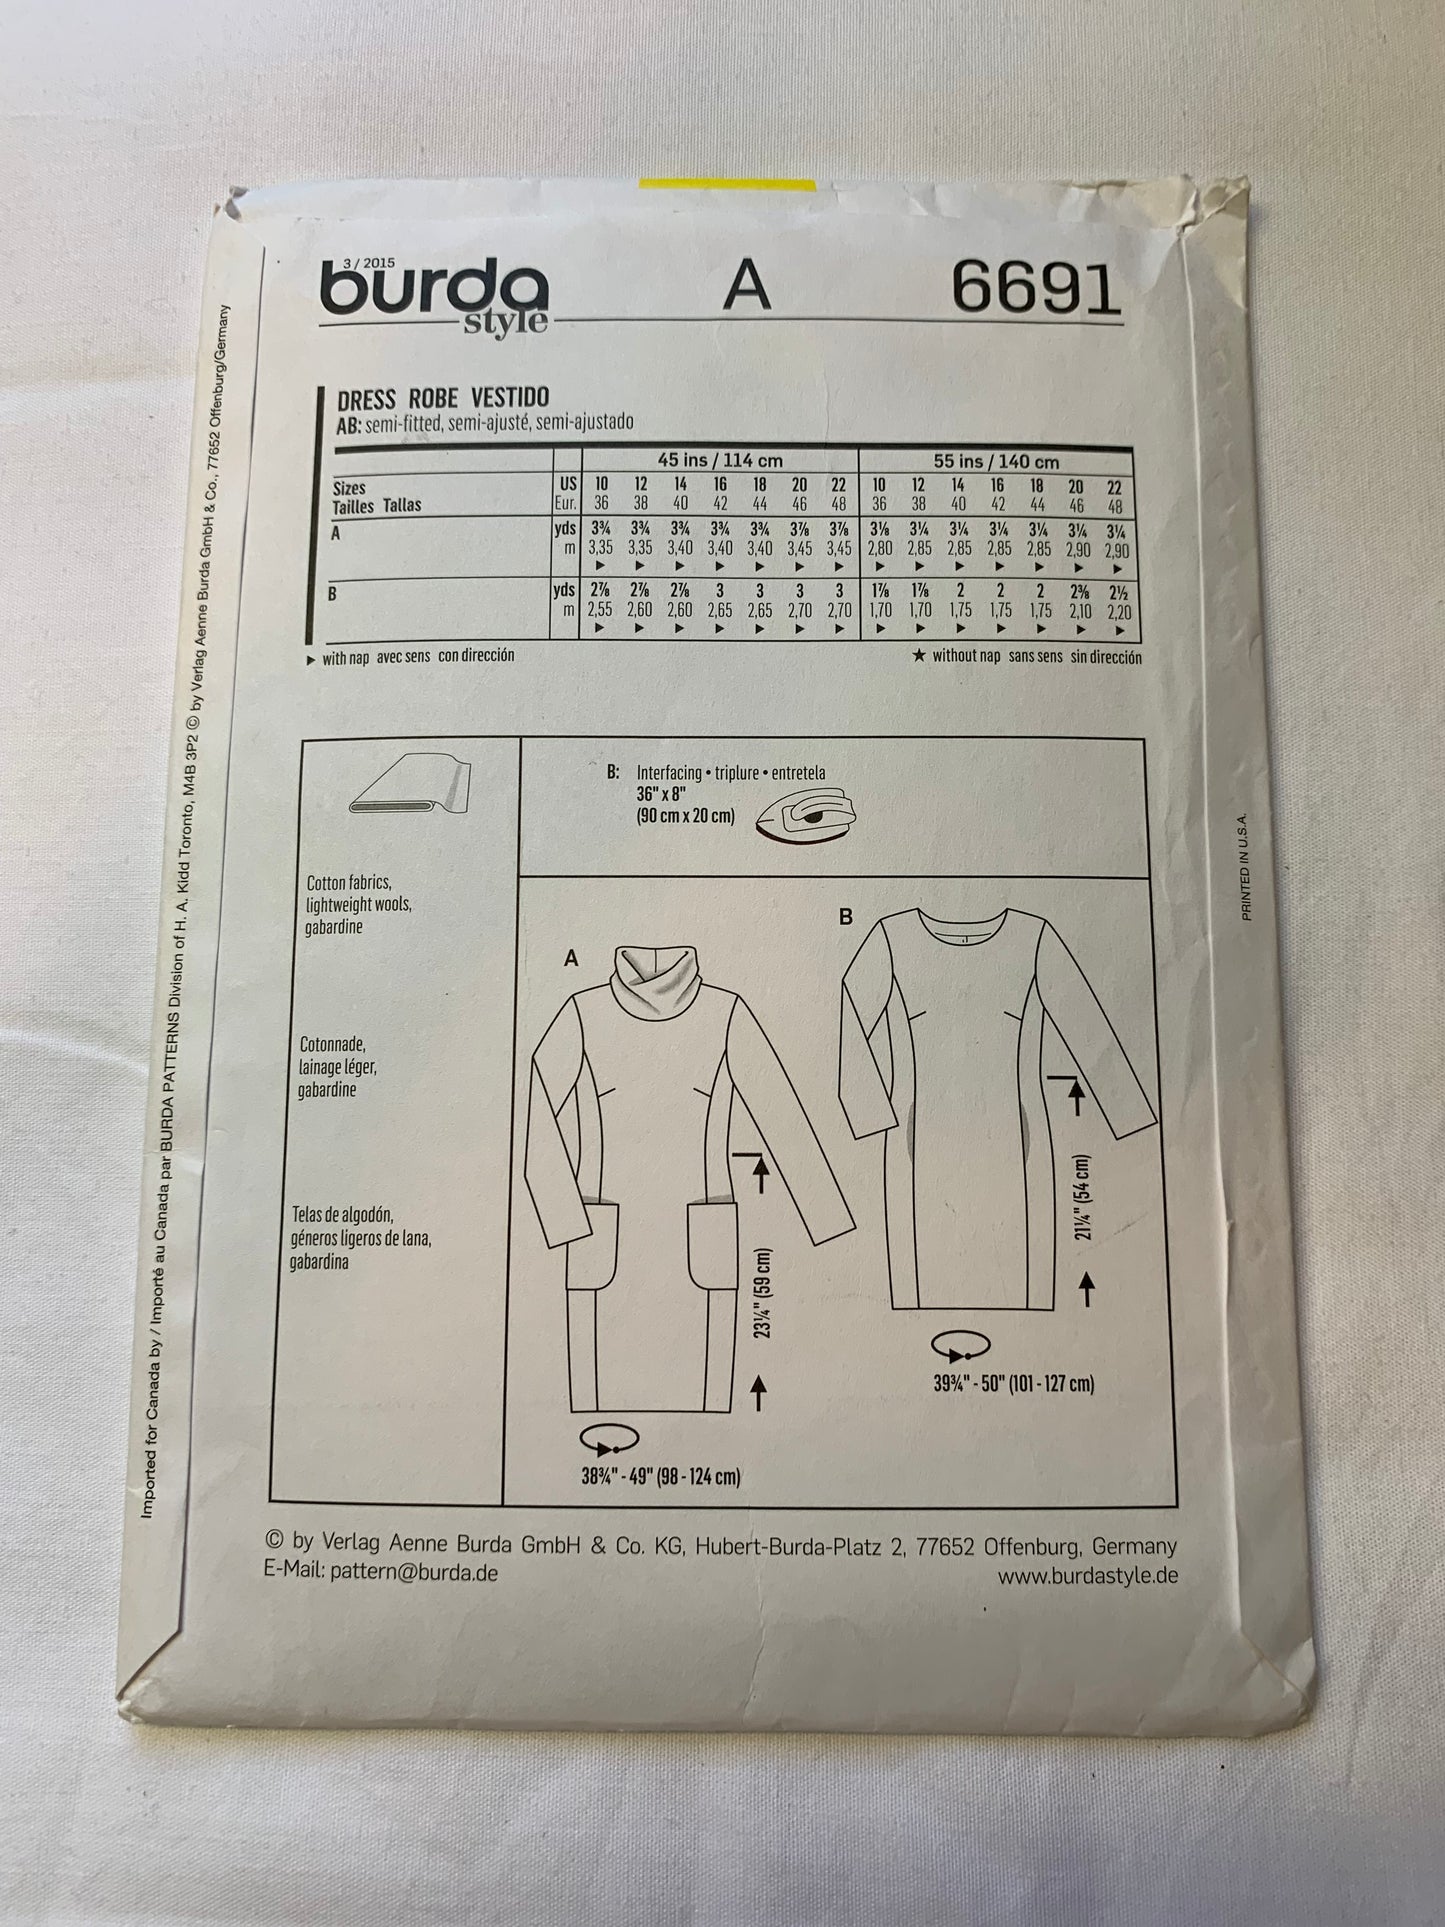 3 / 2015
burda style
A
6691
DRESS ROBE VESTIDO
AB: semi-fitted, semi-ajusté, semi-ajustado
45 ins / 114 cm 55 ins / 140 cm
Sizes US 10 12 14 16 18 20 22 10 12 14 16 18 20 22
Tailles Tallas Eur. 36 38 40 42 44 46 48 36 38 40 42 44 46 48
A yds 3¾ 3¾ 3¾ 3¾ 3¾ 3⅞ 3⅞ 3⅛ 3¼ 3¼ 3¼ 3¼ 3¼ 3¼
m 3,35 3,35 3,40 3,40 3,40 3,45 3,45 2,80 2,85 2,85 2,85 2,85 2,90 2,90
▶ ▶ ▶ ▶ ▶ ▶ ▶ ▶ ▶ ▶ ▶ ▶ ▶ ▶
B yds 2⅞ 2⅞ 2⅞ 3 3 3 3 1⅞ 1⅞ 2 2 2 2⅜ 2½
m 2,55 2,60 2,60 2,65 2,65 2,70 2,70 1,70 1,70 1,75 1,75 1,75 2,10 2,20
▶ ▶ ▶ ▶ ▶ ▶ ▶ ▶ ▶ ▶ ▶ ▶ ▶ ▶
▶ with nap avec sens con dirección ★ without nap sans sens sin dirección
B: Interfacing • triplure • entretela
36" x 8"
(90 cm x 20 cm)
Cotton fabrics,
lightweight wools,
gabardine
Cotonnade,
lainage léger,
gabardine
Telas de algodón,
géneros ligeros de lana,
gabardina
A
23¼" (59 cm)
38¾" - 49" (98 - 124 cm)
B
21¼" (54 cm)
39¾" - 50" (101 - 127 cm)
© by Verlag Aenne Burda GmbH & Co. KG, Hubert-Burda-Platz 2, 77652 Offenburg, Germany
E-Mail: pattern@burda.de www.burdastyle.de
Imported for Canada by / Importé au Canada par BURDA PATTERNS Division of H. A. Kidd Toronto, M4B 3P2 © by Verlag Aenne Burda GmbH & Co., 77652 Offenburg/Germany
PRINTED IN U.S.A.